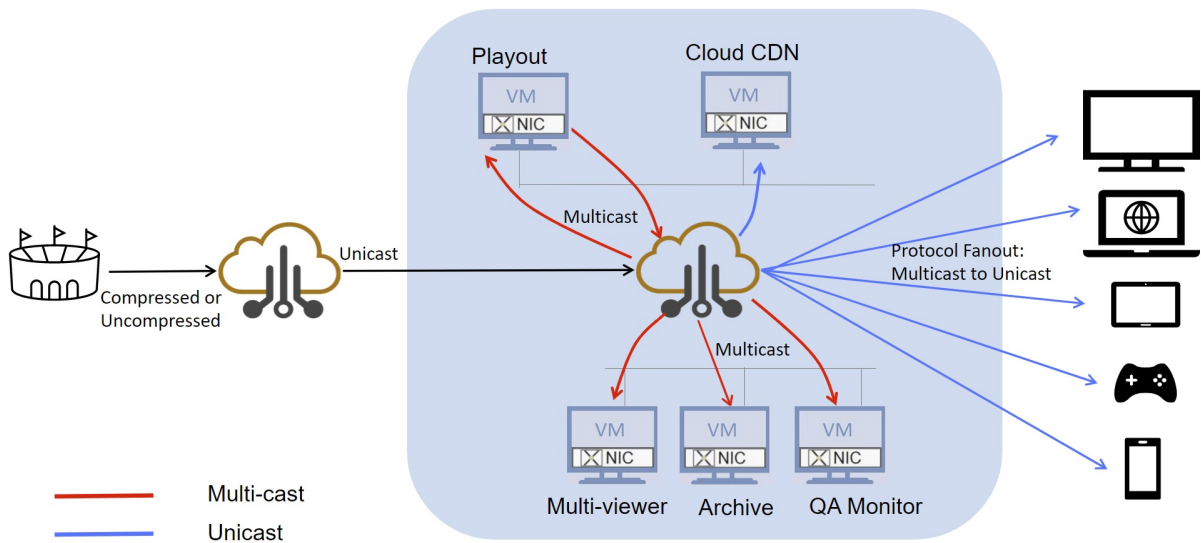 Playout
Cloud CDN
VM
NIC
VM
NIC
Multicast
Unicast
Compressed or
Uncompressed
Protocol Fanout:
Multicast to Unicast
Multicast
VM
NIC
VM
NIC
VM
NIC
Multi-viewer
Archive
QA Monitor
Multi-cast
Unicast